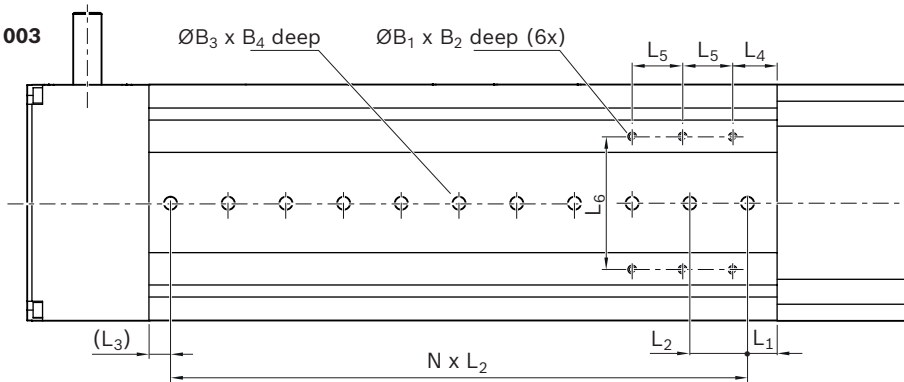 003
ØB₃ x B₄ deep
ØB₁ x B₂ deep (6x)
L₅
L₅
L₄
L₆
(L₃)
L₂
L₁
N x L₂